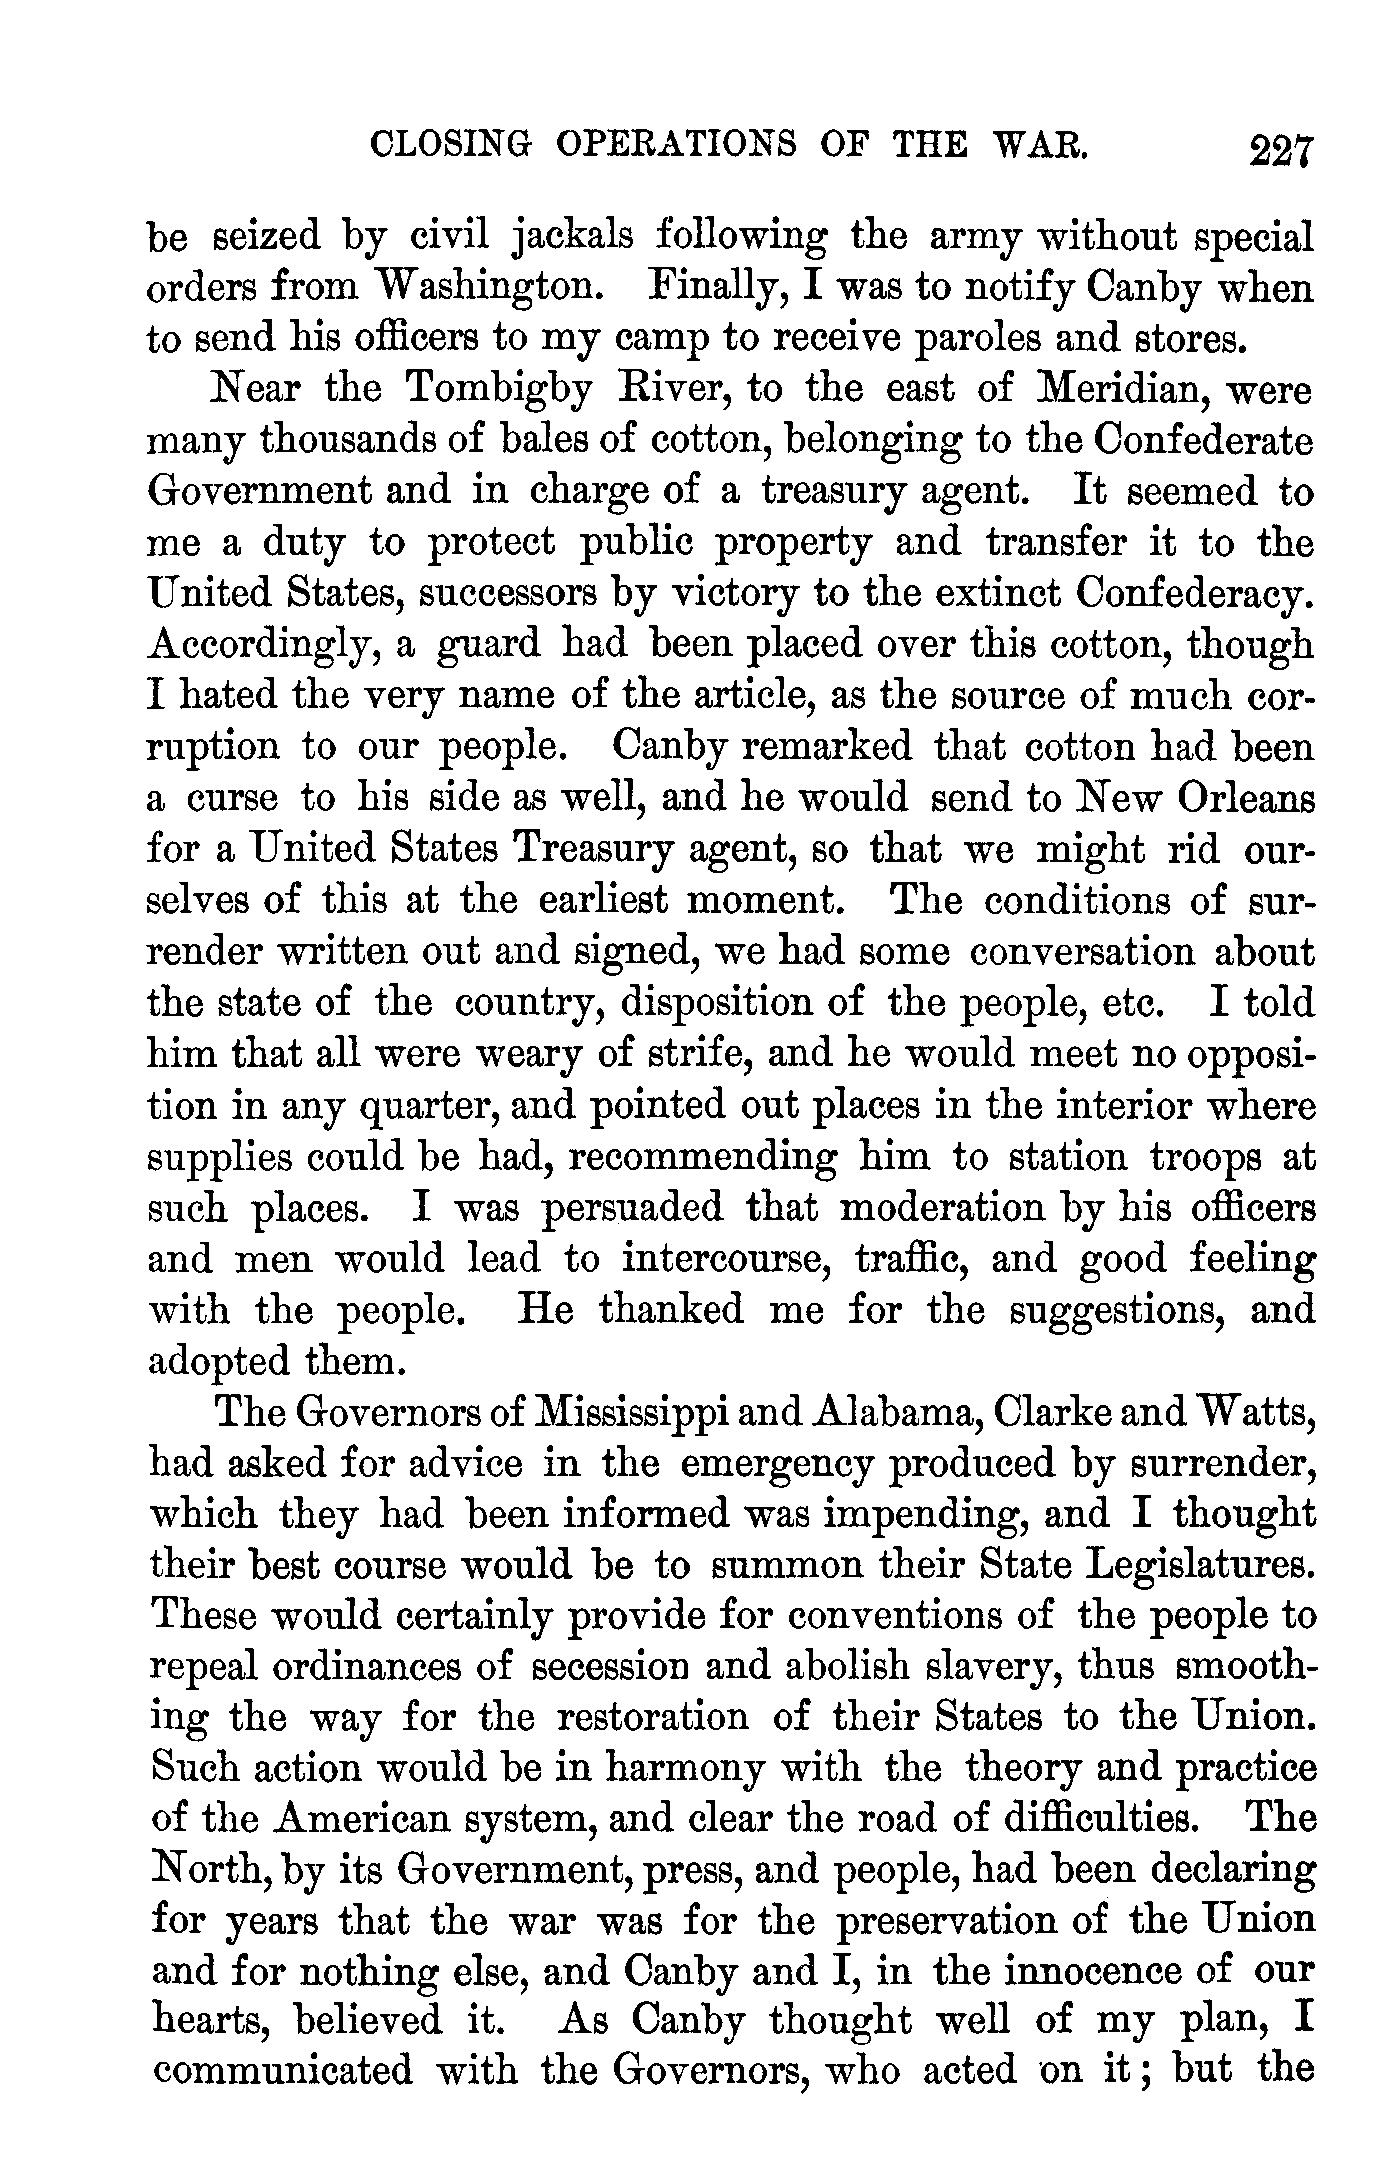 CLOSING OPERATIONS OF THE WAR. 227
be seized by civil jackals following the army without special
orders from Washington. Finally, I was to notify Canby when
to send his officers to my camp to receive paroles and stores.
Near the Tombigby River, to the east of Meridian, were
many thousands of bales of cotton, belonging to the Confederate
Government and in charge of a treasury agent. It seemed to
me a duty to protect public property and transfer it to the
United States, successors by victory to the extinct Confederacy.
Accordingly, a guard had been placed over this cotton, though
I hated the very name of the article, as the source of much cor-
ruption to our people. Canby remarked that cotton had been
a curse to his side as well, and he would send to New Orleans
for a United States Treasury agent, so that we might rid our-
selves of this at the earliest moment. The conditions of sur-
render written out and signed, we had some conversation about
the state of the country, disposition of the people, etc. I told
him that all were weary of strife, and he would meet no opposi-
tion in any quarter, and pointed out places in the interior where
supplies could be had, recommending him to station troops at
such places. I was persuaded that moderation by his officers
and men would lead to intercourse, traffic, and good feeling
with the people. He thanked me for the suggestions, and
adopted them.
The Governors of Mississippi and Alabama, Clarke and Watts,
had asked for advice in the emergency produced by surrender,
which they had been informed was impending, and I thought
their best course would be to summon their State Legislatures.
These would certainly provide for conventions of the people to
repeal ordinances of secession and abolish slavery, thus smooth-
ing the way for the restoration of their States to the Union.
Such action would be in harmony with the theory and practice
of the American system, and clear the road of difficulties. The
North, by its Government, press, and people, had been declaring
for years that the war was for the preservation of the Union
and for nothing else, and Canby and I, in the innocence of our
hearts, believed it. As Canby thought well of my plan, I
communicated with the Governors, who acted on it; but the